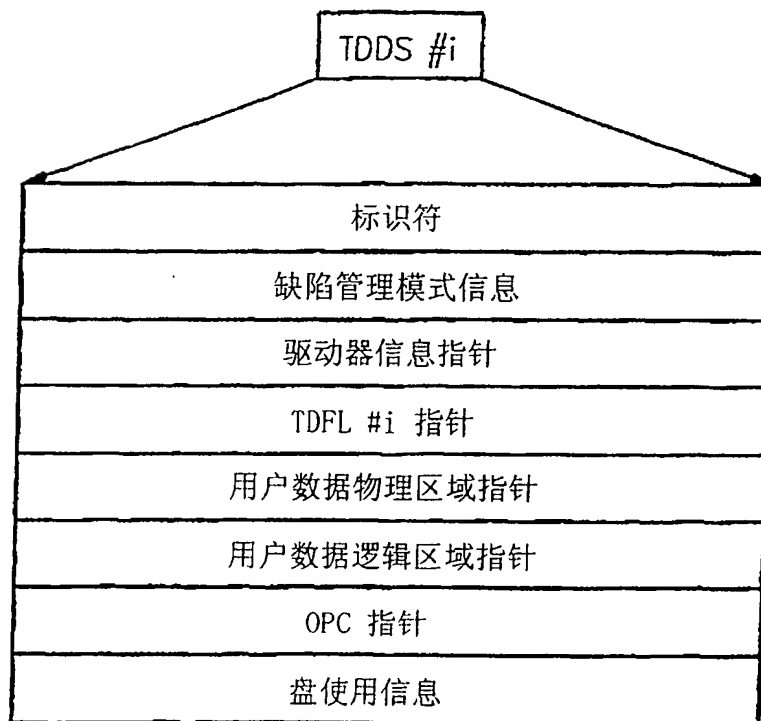 TDDS #i
标识符
缺陷管理模式信息
驱动器信息指针
TDFL #i 指针
用户数据物理区域指针
用户数据逻辑区域指针
OPC 指针
盘使用信息